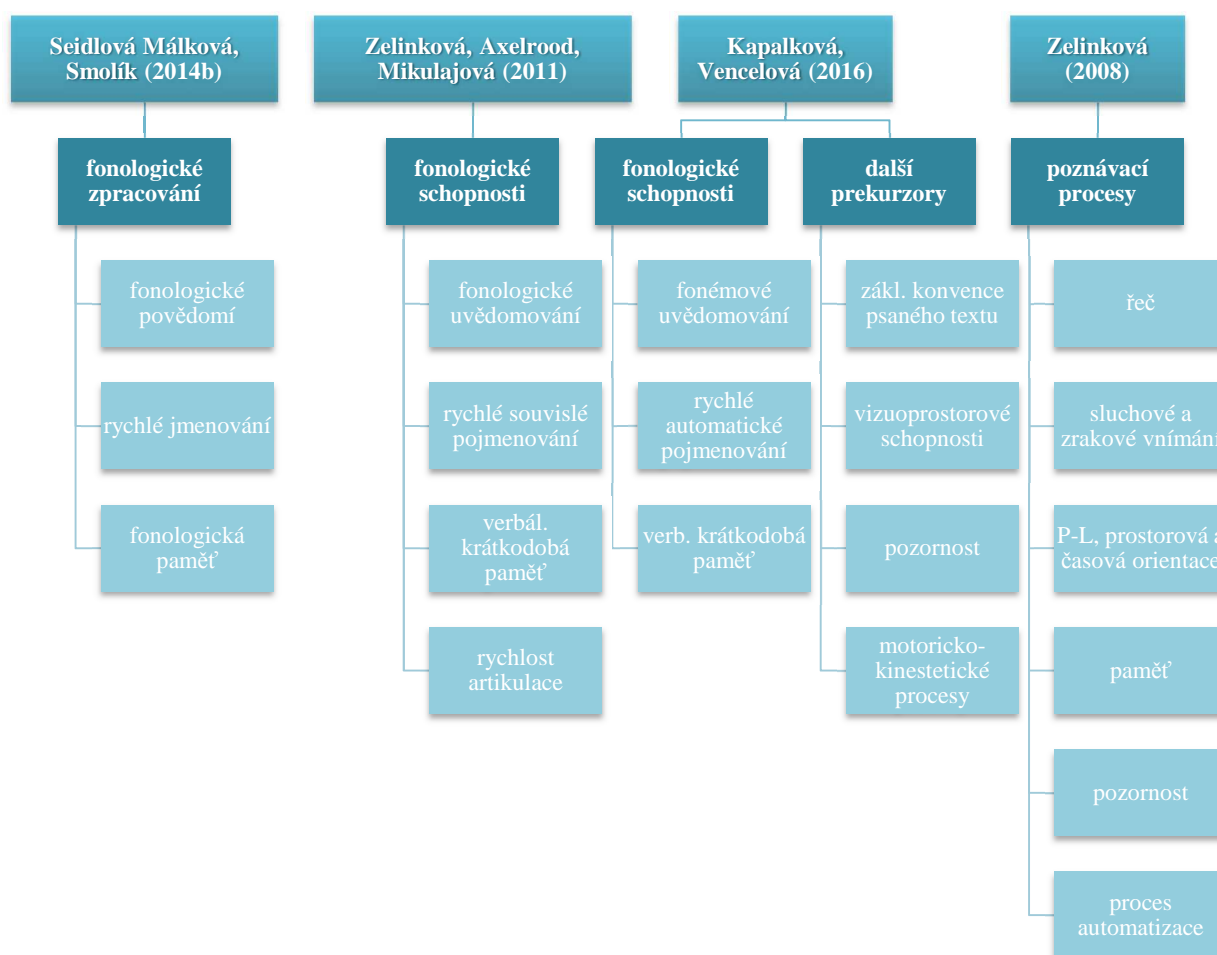 Seidlová Málková,
Smolík (2014b)
fonologické
zpracování
fonologické
povědomí
rychlé jmenování
fonologická
paměť
Zelinková, Axelrood,
Mikulajová (2011)
fonologické
schopnosti
fonologické
uvědomování
rychlé souvislé
pojmenování
verbál.
krátkodobá
paměť
rychlost
artikulace
Kapalková,
Vencelová (2016)
fonologické
schopnosti
fonémové
uvědomování
rychlé
automatické
pojmenování
verb. krátkodobá
paměť
další
prekurzory
zákl. konvence
psaného textu
vizuoprostorové
schopnosti
pozornost
motoricko-
kinestetické
procesy
Zelinková
(2008)
poznávací
procesy
řeč
sluchové a
zrakové vnímání
P-L, prostorová a
časová orientace
paměť
pozornost
proces
automatizace